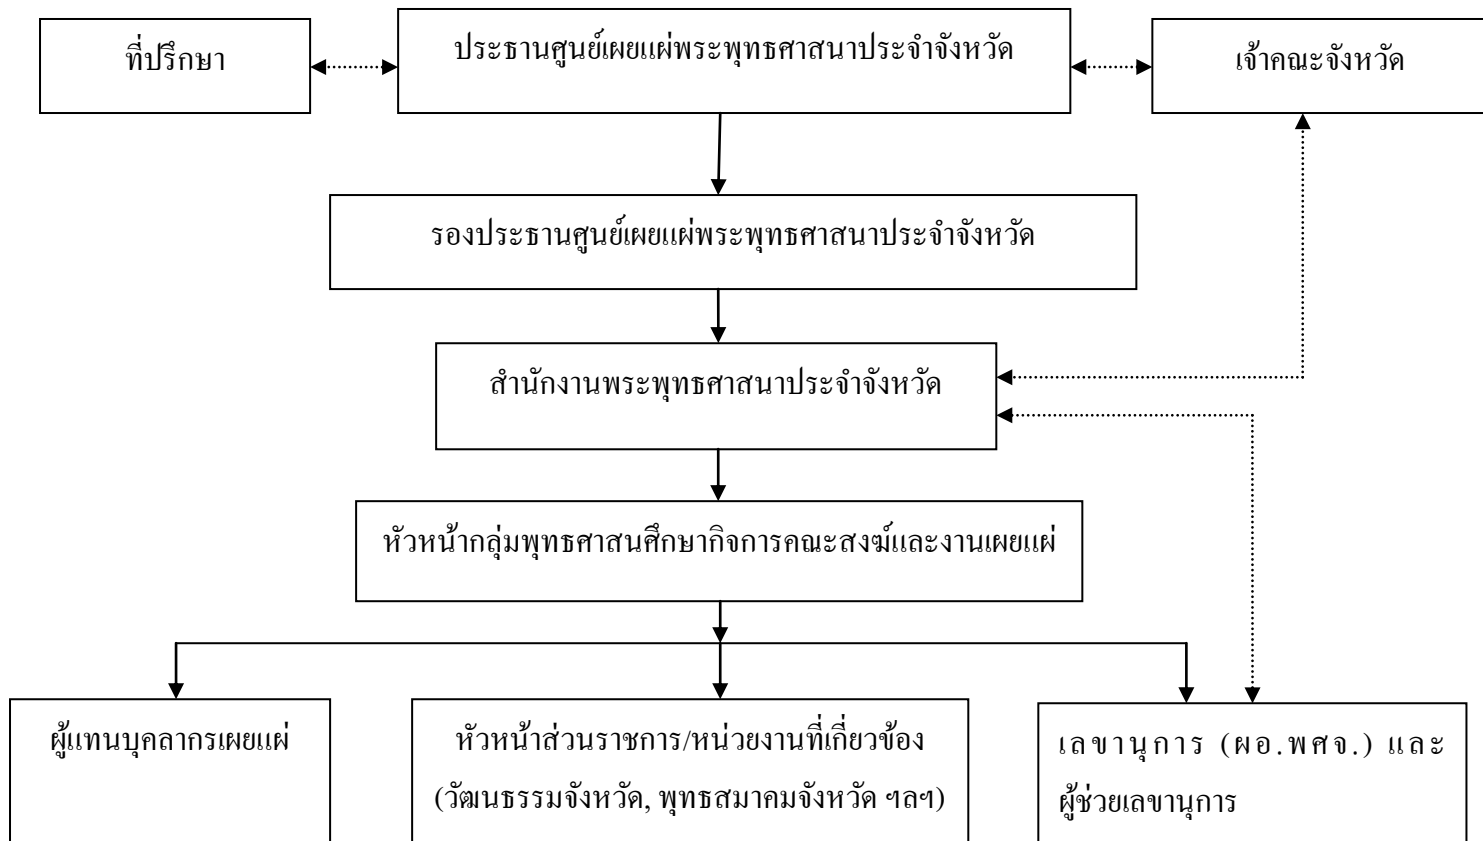 ที่ปรึกษา
ประธานศูนย์เผยแผ่พระพุทธศาสนาประจำจังหวัด
เจ้าคณะจังหวัด
รองประธานศูนย์เผยแผ่พระพุทธศาสนาประจำจังหวัด
สำนักงานพระพุทธศาสนาประจำจังหวัด
หัวหน้ากลุ่มพุทธศาสนศึกษากิจการคณะสงฆ์และงานเผยแผ่
ผู้แทนบุคลากรเผยแผ่
หัวหน้าส่วนราชการ/หน่วยงานที่เกี่ยวข้อง
(วัฒนธรรมจังหวัด, พุทธสมาคมจังหวัด ฯลฯ)
เลขานุการ (ผอ.พศจ.) และ
ผู้ช่วยเลขานุการ